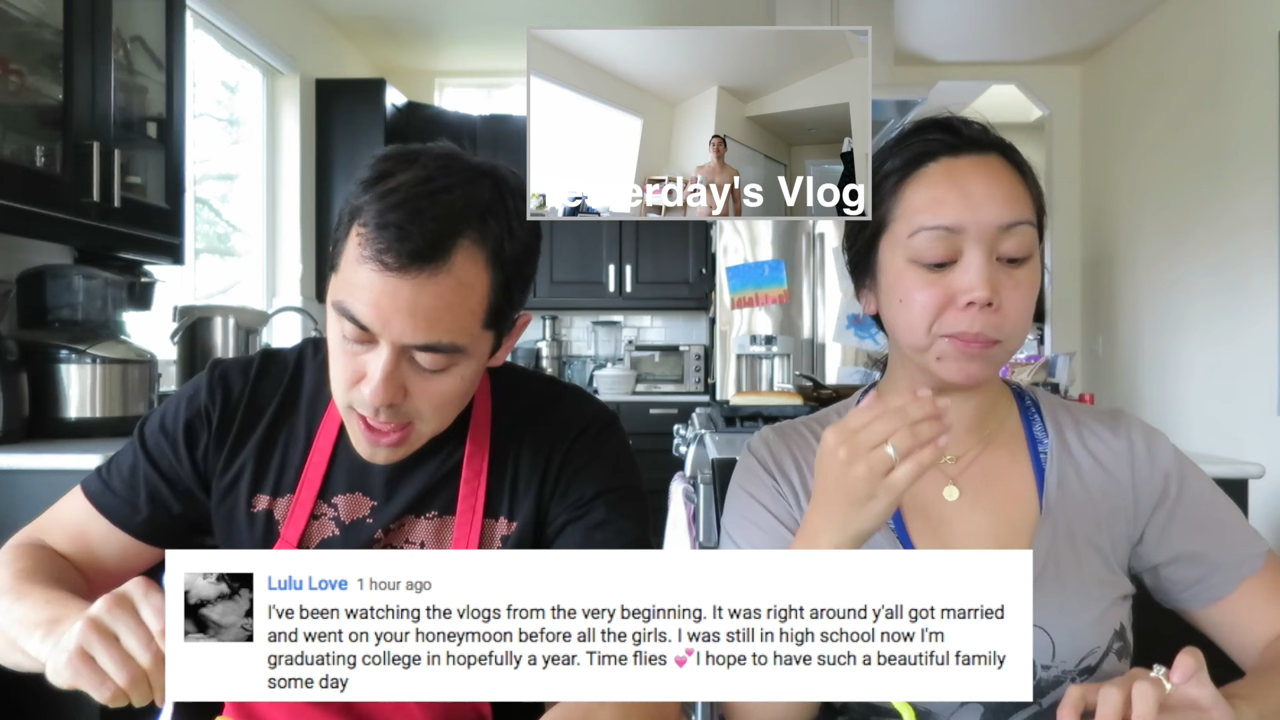 Yesterday's Vlog
Lulu Love 1 hour ago
I've been watching the vlogs from the very beginning. It was right around y'all got married
and went on your honeymoon before all the girls. I was still in high school now I'm
graduating college in hopefully a year. Time flies 💕 I hope to have such a beautiful family
some day